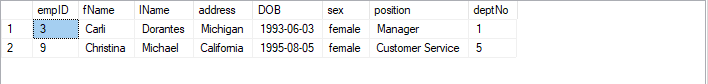 empID fName lName address DOB sex position deptNo
1 3 Carli Dorantes Michigan 1993-06-03 female Manager 1
2 9 Christina Michael California 1995-08-05 female Customer Service 5